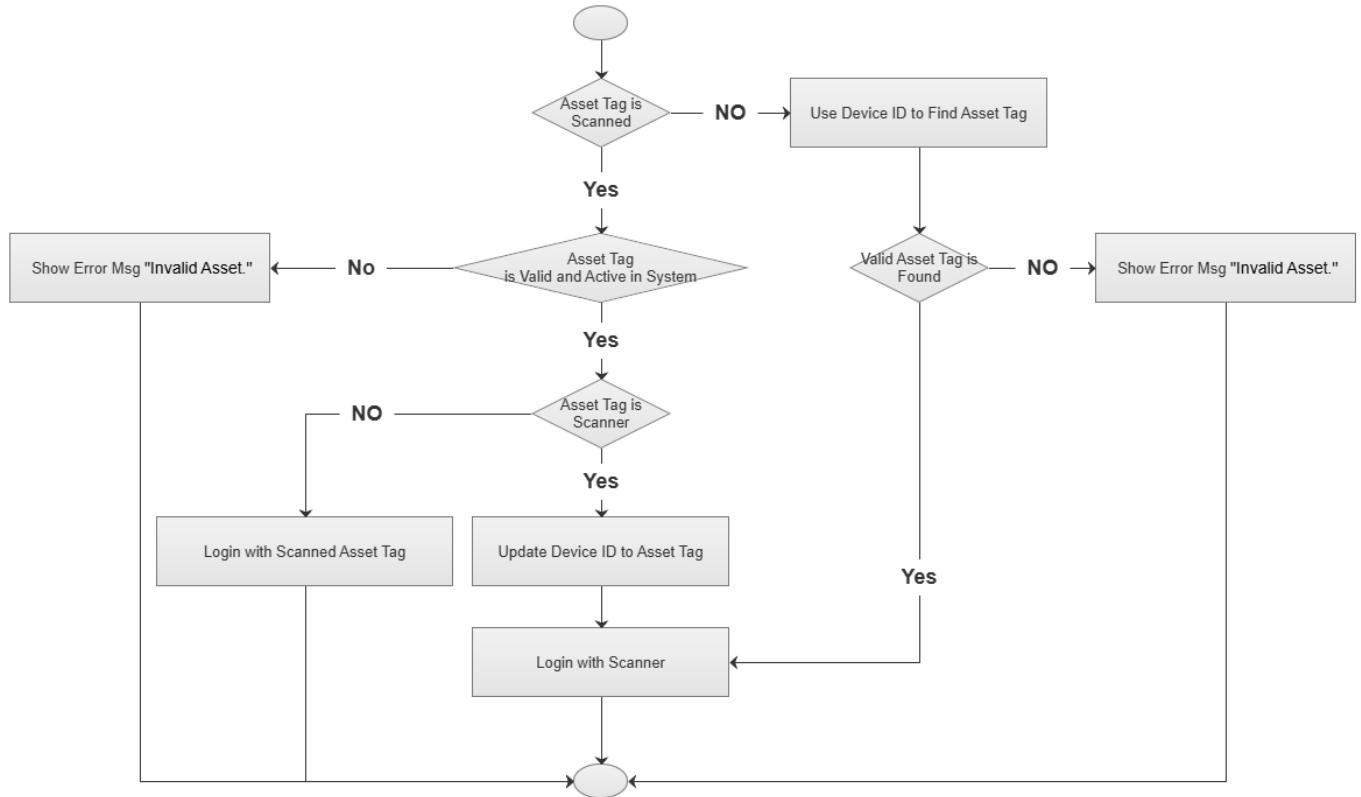 Asset Tag is
Scanned
NO
Use Device ID to Find Asset Tag
Yes
Show Error Msg "Invalid Asset."
No
Asset Tag
is Valid and Active in System
Valid Asset Tag is
Found
NO
Show Error Msg "Invalid Asset."
Yes
NO
Asset Tag is
Scanner
Yes
Login with Scanned Asset Tag
Update Device ID to Asset Tag
Yes
Login with Scanner